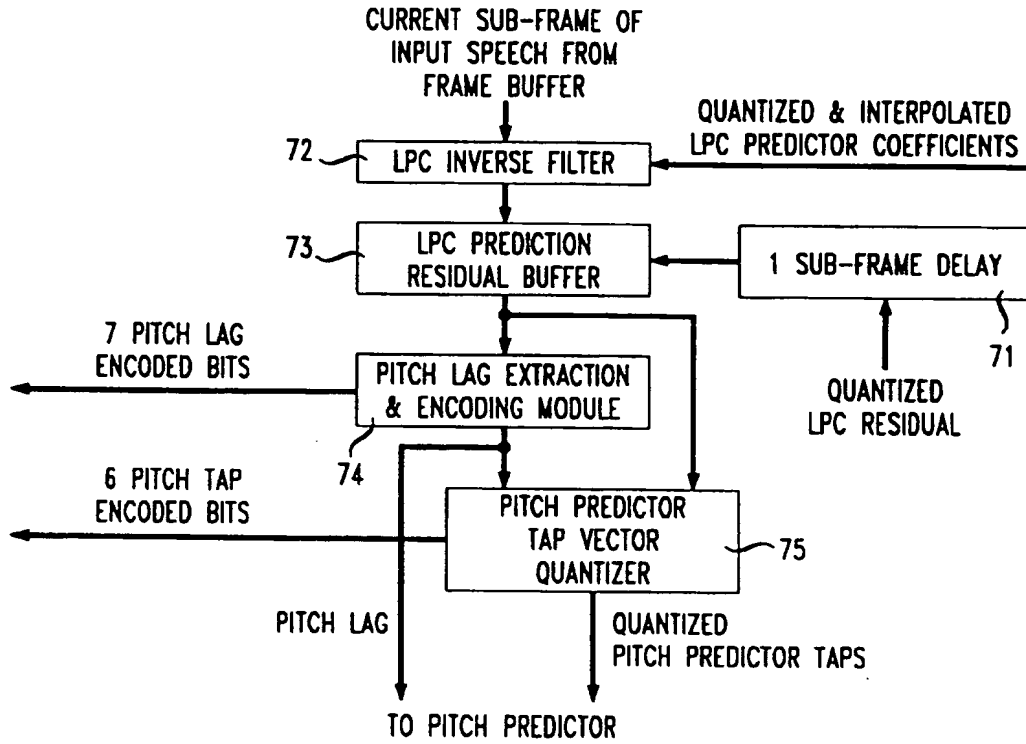 CURRENT SUB-FRAME OF
INPUT SPEECH FROM
FRAME BUFFER
QUANTIZED & INTERPOLATED
LPC PREDICTOR COEFFICIENTS
72
LPC INVERSE FILTER
73
LPC PREDICTION
RESIDUAL BUFFER
1 SUB-FRAME DELAY
71
7 PITCH LAG
ENCODED BITS
PITCH LAG EXTRACTION
& ENCODING MODULE
QUANTIZED
LPC RESIDUAL
74
6 PITCH TAP
ENCODED BITS
PITCH PREDICTOR
TAP VECTOR
QUANTIZER
75
PITCH LAG
QUANTIZED
PITCH PREDICTOR TAPS
TO PITCH PREDICTOR